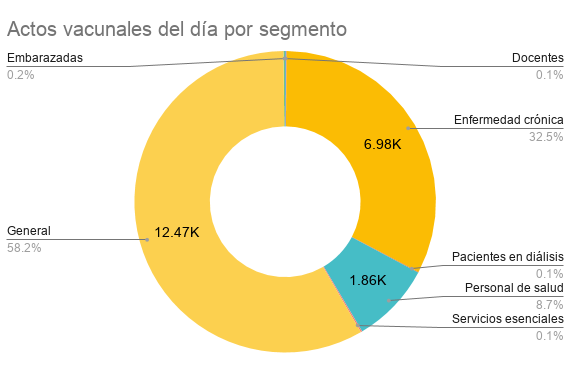 Actos vacunales del día por segmento
Embarazadas
0.2%
Docentes
0.1%
Enfermedad crónica
32.5%
6.98K
General
58.2%
12.47K
Pacientes en diálisis
0.1%
1.86K
Personal de salud
8.7%
Servicios esenciales
0.1%